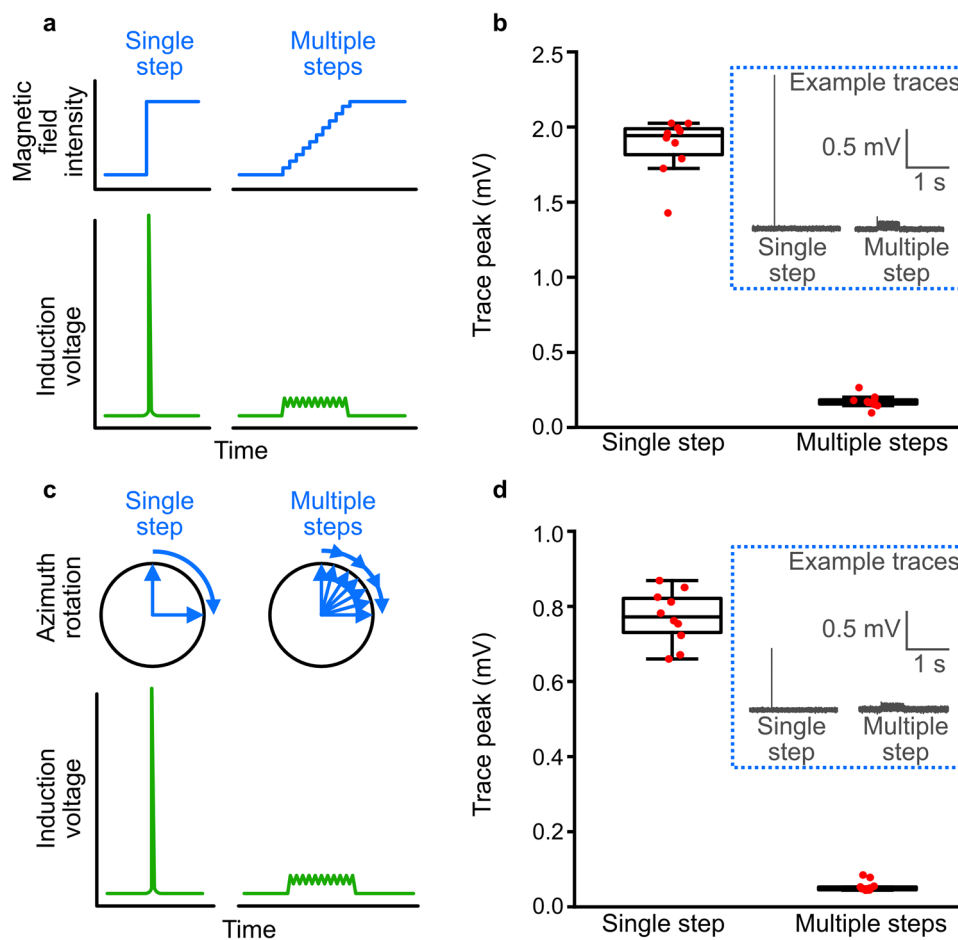 a
Single
step
Multiple
steps
Magnetic
field
intensity
Induction
voltage
Time
b
2.5
2.0
1.5
1.0
0.5
0.0
Trace peak (mV)
Example traces
0.5 mV
1 s
Single
step
Multiple
step
Single step
Multiple steps
c
Single
step
Multiple
steps
Azimuth
rotation
Induction
voltage
Time
d
1.0
0.8
0.6
0.4
0.2
0.0
Trace peak (mV)
Example traces
0.5 mV
1 s
Single
step
Multiple
step
Single step
Multiple steps